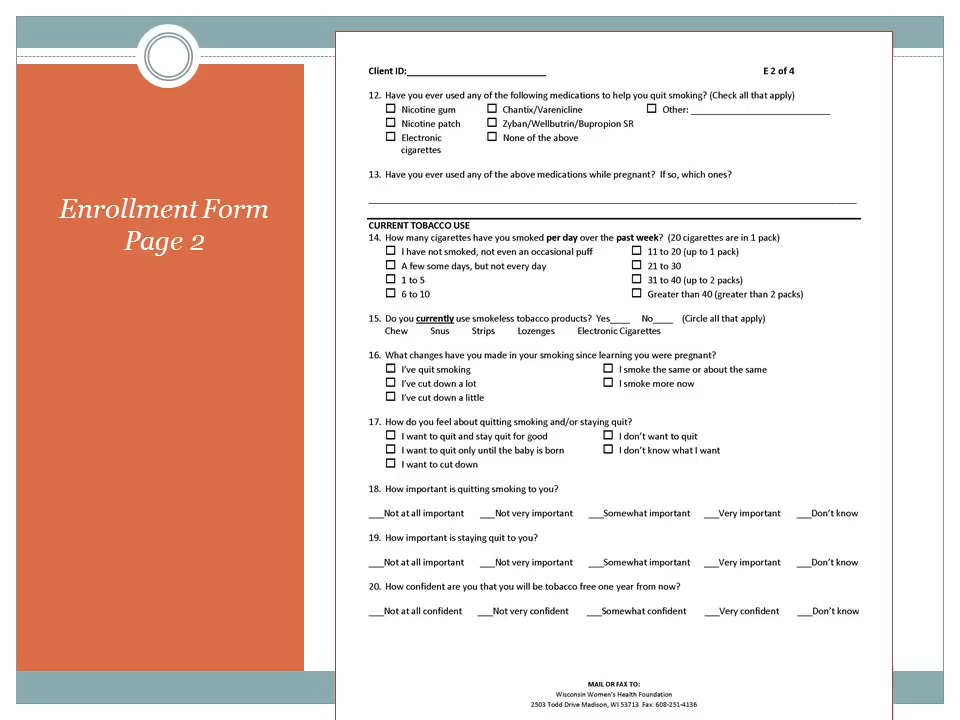 Enrollment Form
Page 2
Client ID:___________________________ E 2 of 4
12. Have you ever used any of the following medications to help you quit smoking? (Check all that apply)
☐ Nicotine gum ☐ Chantix/Varenicline ☐ Other: ___________________________
☐ Nicotine patch ☐ Zyban/Wellbutrin/Bupropion SR
☐ Electronic ☐ None of the above
cigarettes
13. Have you ever used any of the above medications while pregnant? If so, which ones?
CURRENT TOBACCO USE
14. How many cigarettes have you smoked per day over the past week? (20 cigarettes are in 1 pack)
☐ I have not smoked, not even an occasional puff ☐ 11 to 20 (up to 1 pack)
☐ A few some days, but not every day ☐ 21 to 30
☐ 1 to 5 ☐ 31 to 40 (up to 2 packs)
☐ 6 to 10 ☐ Greater than 40 (greater than 2 packs)
15. Do you currently use smokeless tobacco products? Yes____ No____ (Circle all that apply)
Chew Snus Strips Lozenges Electronic Cigarettes
16. What changes have you made in your smoking since learning you were pregnant?
☐ I've quit smoking ☐ I smoke the same or about the same
☐ I've cut down a lot ☐ I smoke more now
☐ I've cut down a little
17. How do you feel about quitting smoking and/or staying quit?
☐ I want to quit and stay quit for good ☐ I don't want to quit
☐ I want to quit only until the baby is born ☐ I don't know what I want
☐ I want to cut down
18. How important is quitting smoking to you?
___Not at all important ___Not very important ___Somewhat important ___Very important ___Don't know
19. How important is staying quit to you?
___Not at all important ___Not very important ___Somewhat important ___Very important ___Don't know
20. How confident are you that you will be tobacco free one year from now?
___Not at all confident ___Not very confident ___Somewhat confident ___Very confident ___Don't know
MAIL OR FAX TO:
Wisconsin Women's Health Foundation
2503 Todd Drive Madison, WI 53713 Fax: 608-251-4136